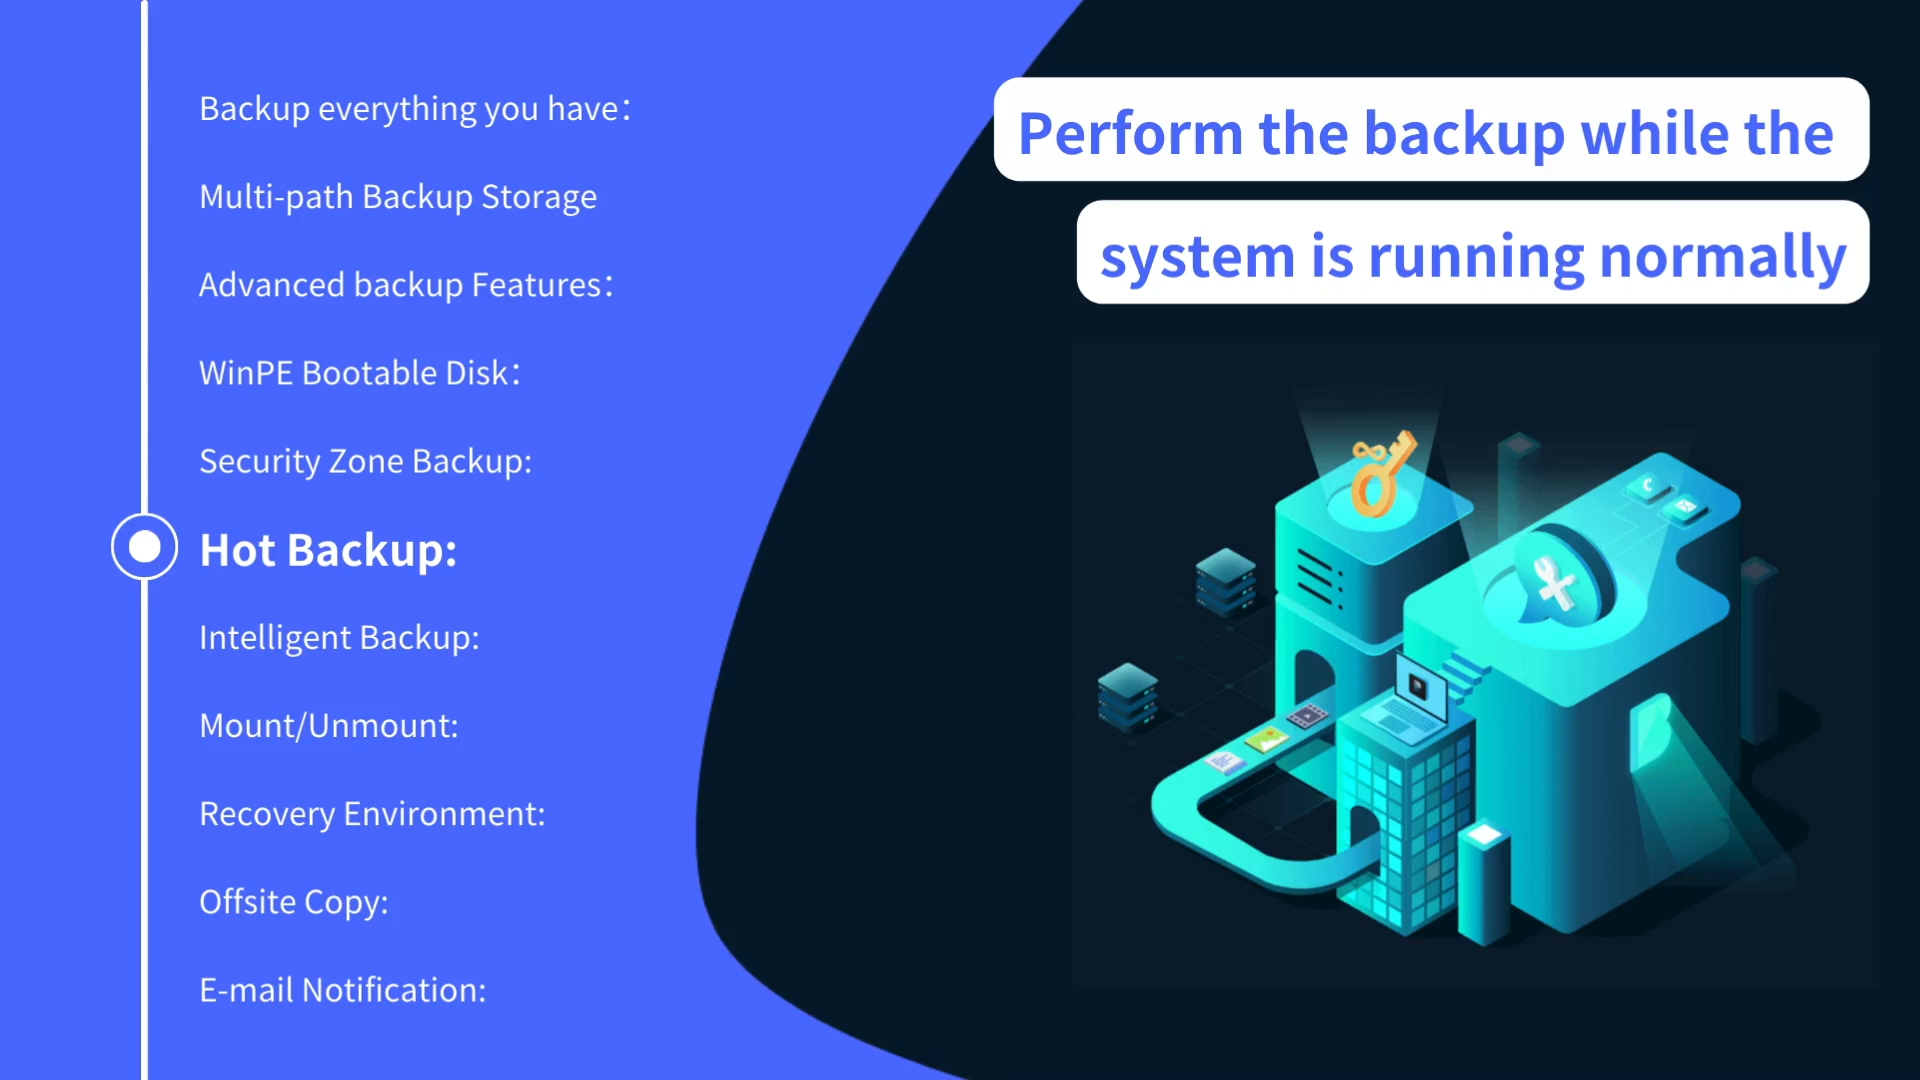 Backup everything you have：
Multi-path Backup Storage
Advanced backup Features：
WinPE Bootable Disk：
Security Zone Backup:
Hot Backup:
Intelligent Backup:
Mount/Unmount:
Recovery Environment:
Offsite Copy:
E-mail Notification:
Perform the backup while the
system is running normally